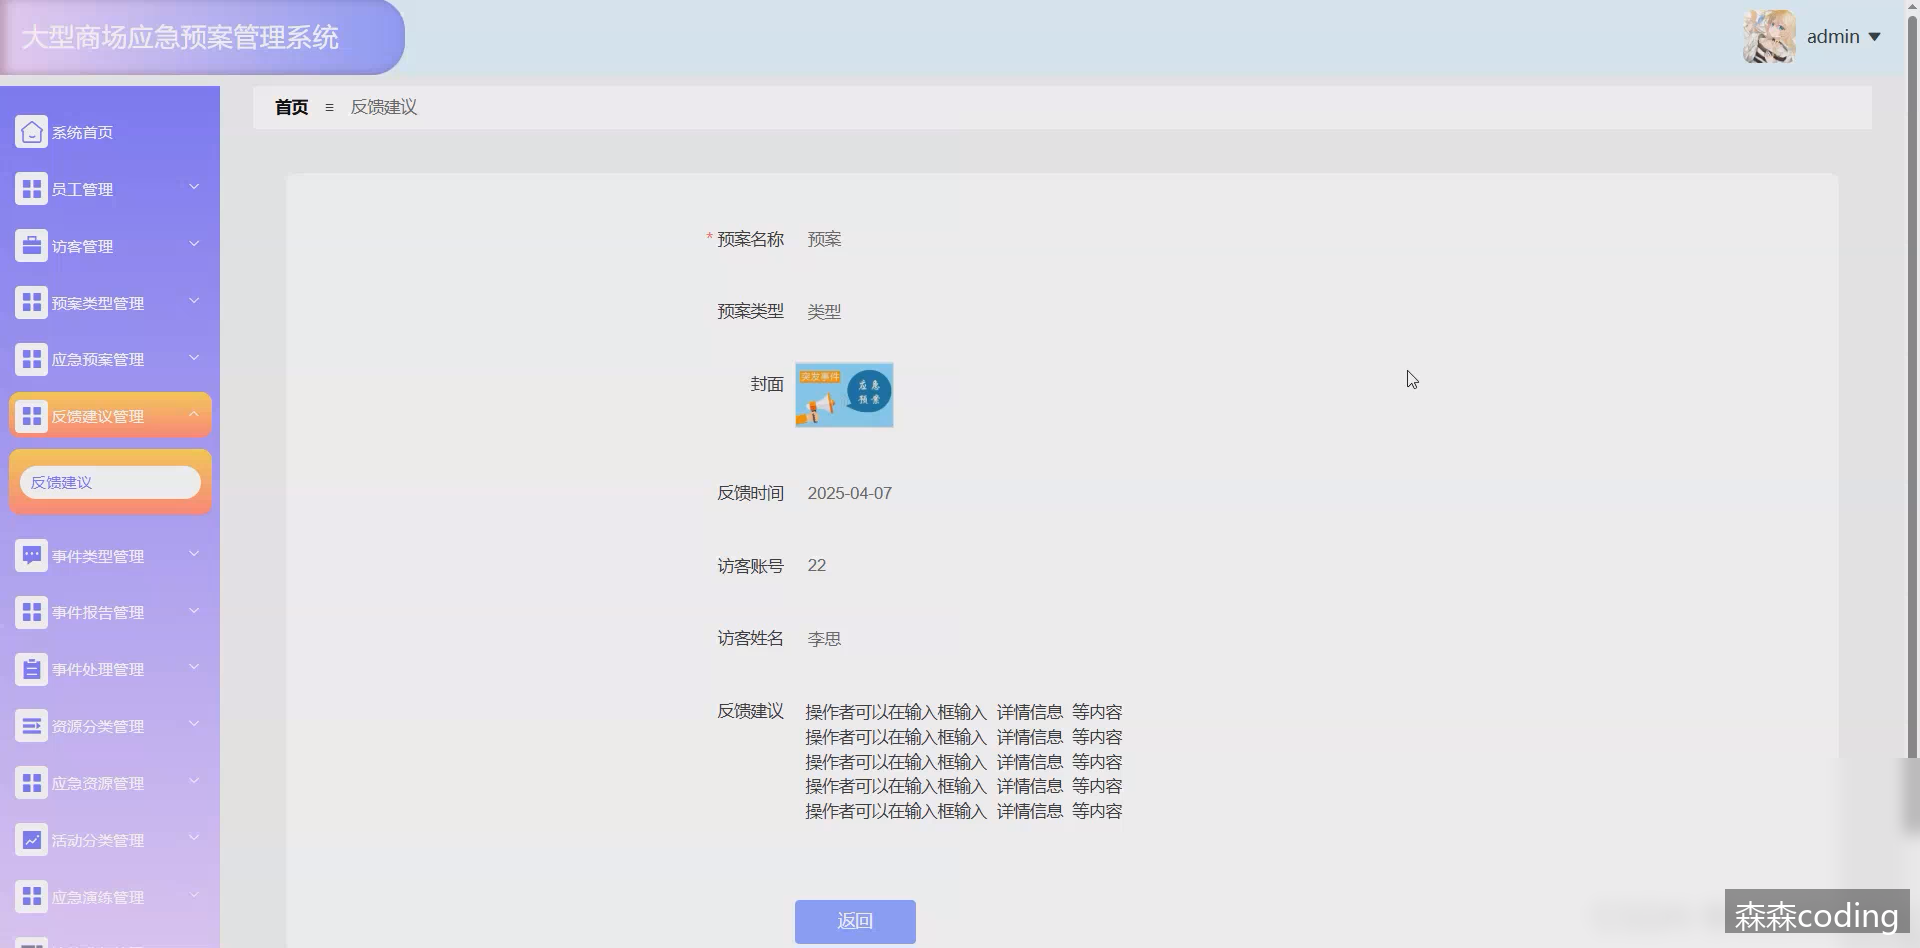 大型商场应急预案管理系统
admin
首页 ≡ 反馈建议
系统首页
员工管理
访客管理
预案类型管理
应急预案管理
反馈建议管理
反馈建议
事件类型管理
事件报告管理
事件处理管理
资源分类管理
应急资源管理
活动分类管理
应急演练管理
*预案名称 预案
预案类型 类型
封面
突发事件
应急
预案
反馈时间 2025-04-07
访客账号 22
访客姓名 李思
反馈建议 操作者可以在输入框输入 详情信息 等内容
操作者可以在输入框输入 详情信息 等内容
操作者可以在输入框输入 详情信息 等内容
操作者可以在输入框输入 详情信息 等内容
操作者可以在输入框输入 详情信息 等内容
返回
森森coding